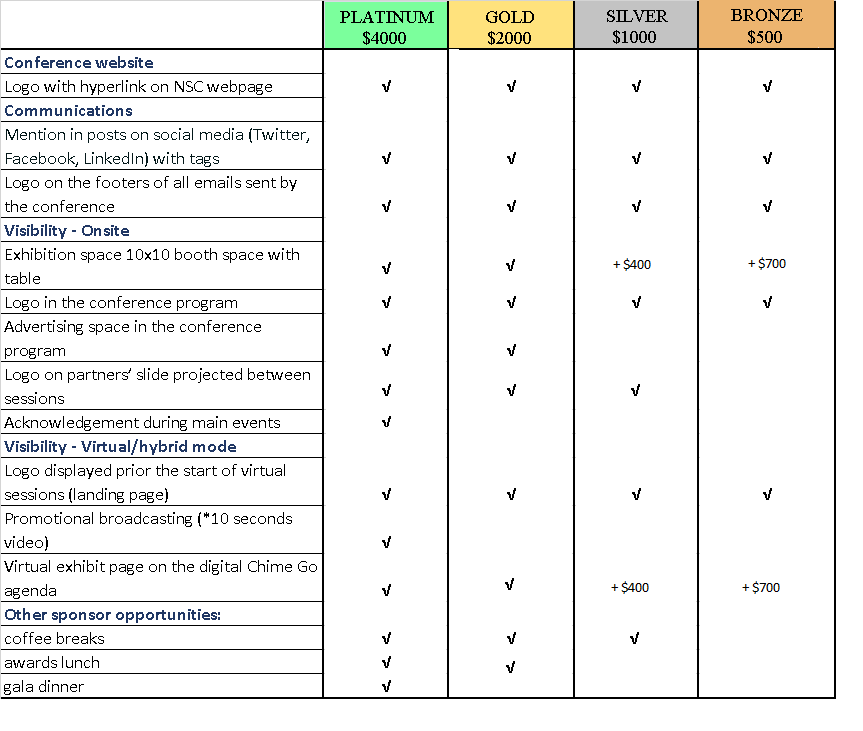 PLATINUM GOLD SILVER BRONZE
$4000 $2000 $1000 $500
Conference website
Logo with hyperlink on NSC webpage √ √ √ √
Communications
Mention in posts on social media (Twitter,
Facebook, LinkedIn) with tags √ √ √ √
Logo on the footers of all emails sent by
the conference √ √ √ √
Visibility - Onsite
Exhibition space 10x10 booth space with
table √ √ + $400 + $700
Logo in the conference program √ √ √ √
Advertising space in the conference
program √ √
Logo on partners’ slide projected between
sessions √ √ √
Acknowledgement during main events √
Visibility - Virtual/hybrid mode
Logo displayed prior the start of virtual
sessions (landing page) √ √ √ √
Promotional broadcasting (*10 seconds
video) √
Virtual exhibit page on the digital Chime Go
agenda √ √ + $400 + $700
Other sponsor opportunities:
coffee breaks √ √ √
awards lunch √ √
gala dinner √